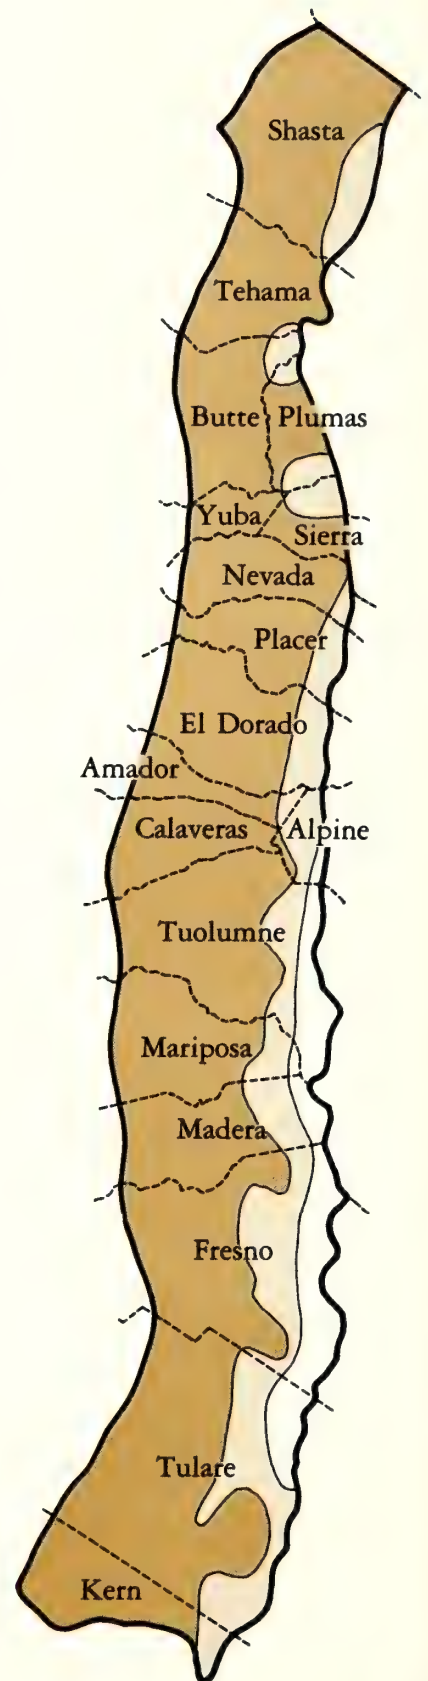 Shasta
Tehama
Butte Plumas
Yuba
Sierra
Nevada
Placer
El Dorado
Amador
Calaveras
Alpine
Tuolumne
Mariposa
Madera
Fresno
Tulare
Kern